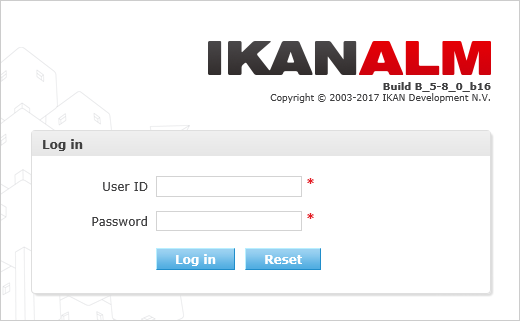 IKANALM
Build B_5-8_0_b16
Copyright © 2003-2017 IKAN Development N.V.
Log in
User ID *
Password *
Log in Reset